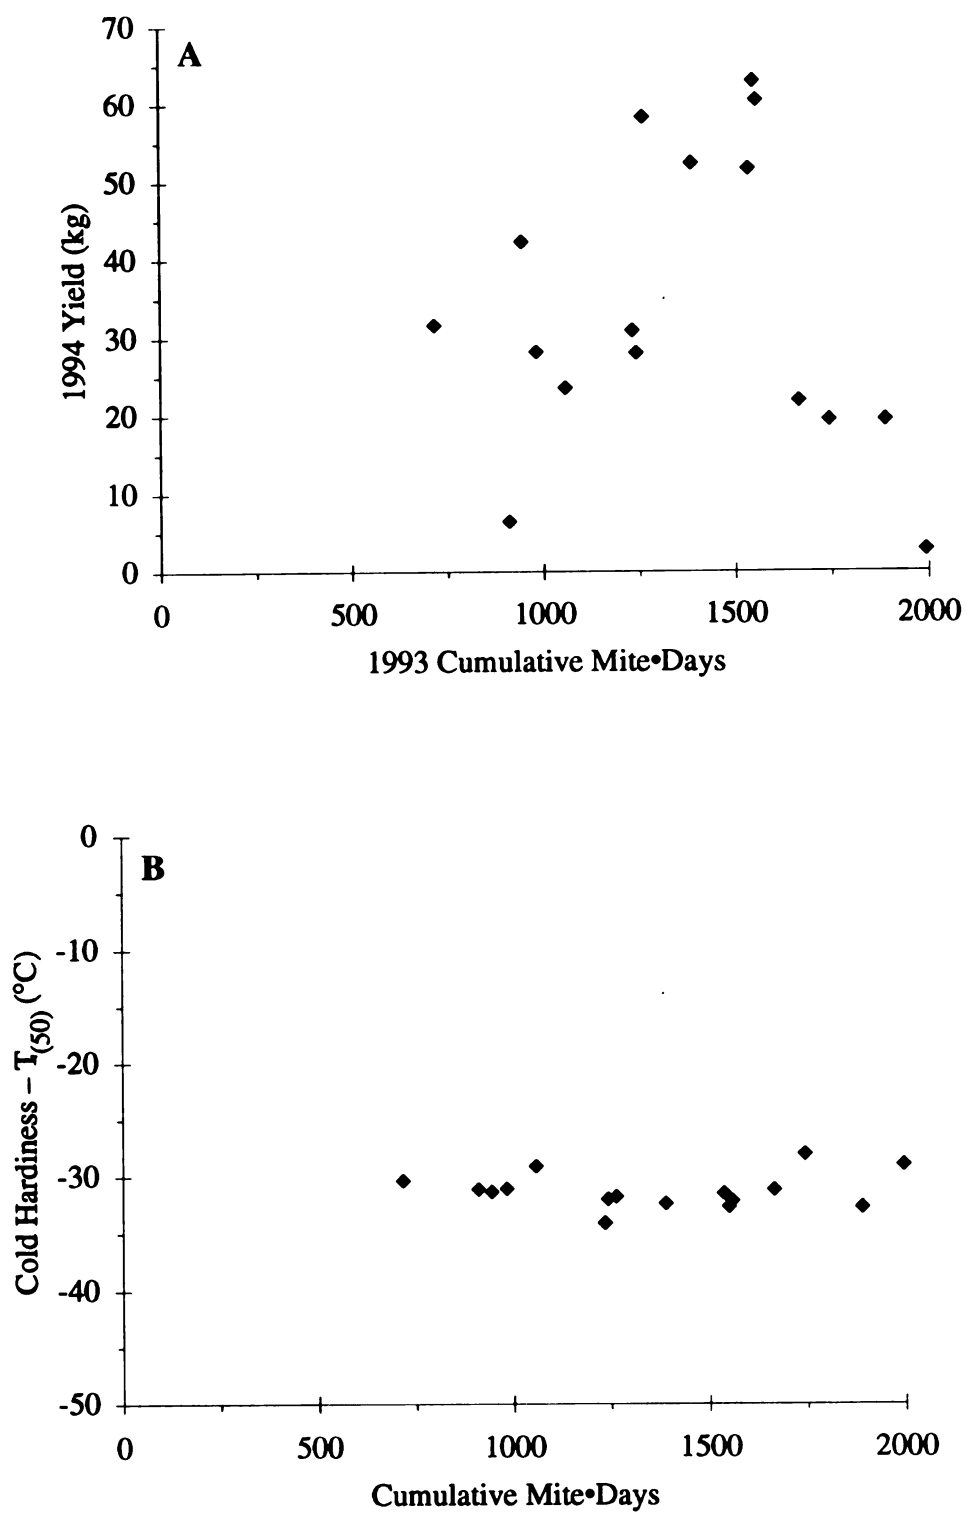 A
70
60
50
40
30
20
10
0
1994 Yield (kg)
0 500 1000 1500 2000
1993 Cumulative Mite•Days
B
0
-10
-20
-30
-40
-50
Cold Hardiness – T(50) (°C)
0 500 1000 1500 2000
Cumulative Mite•Days